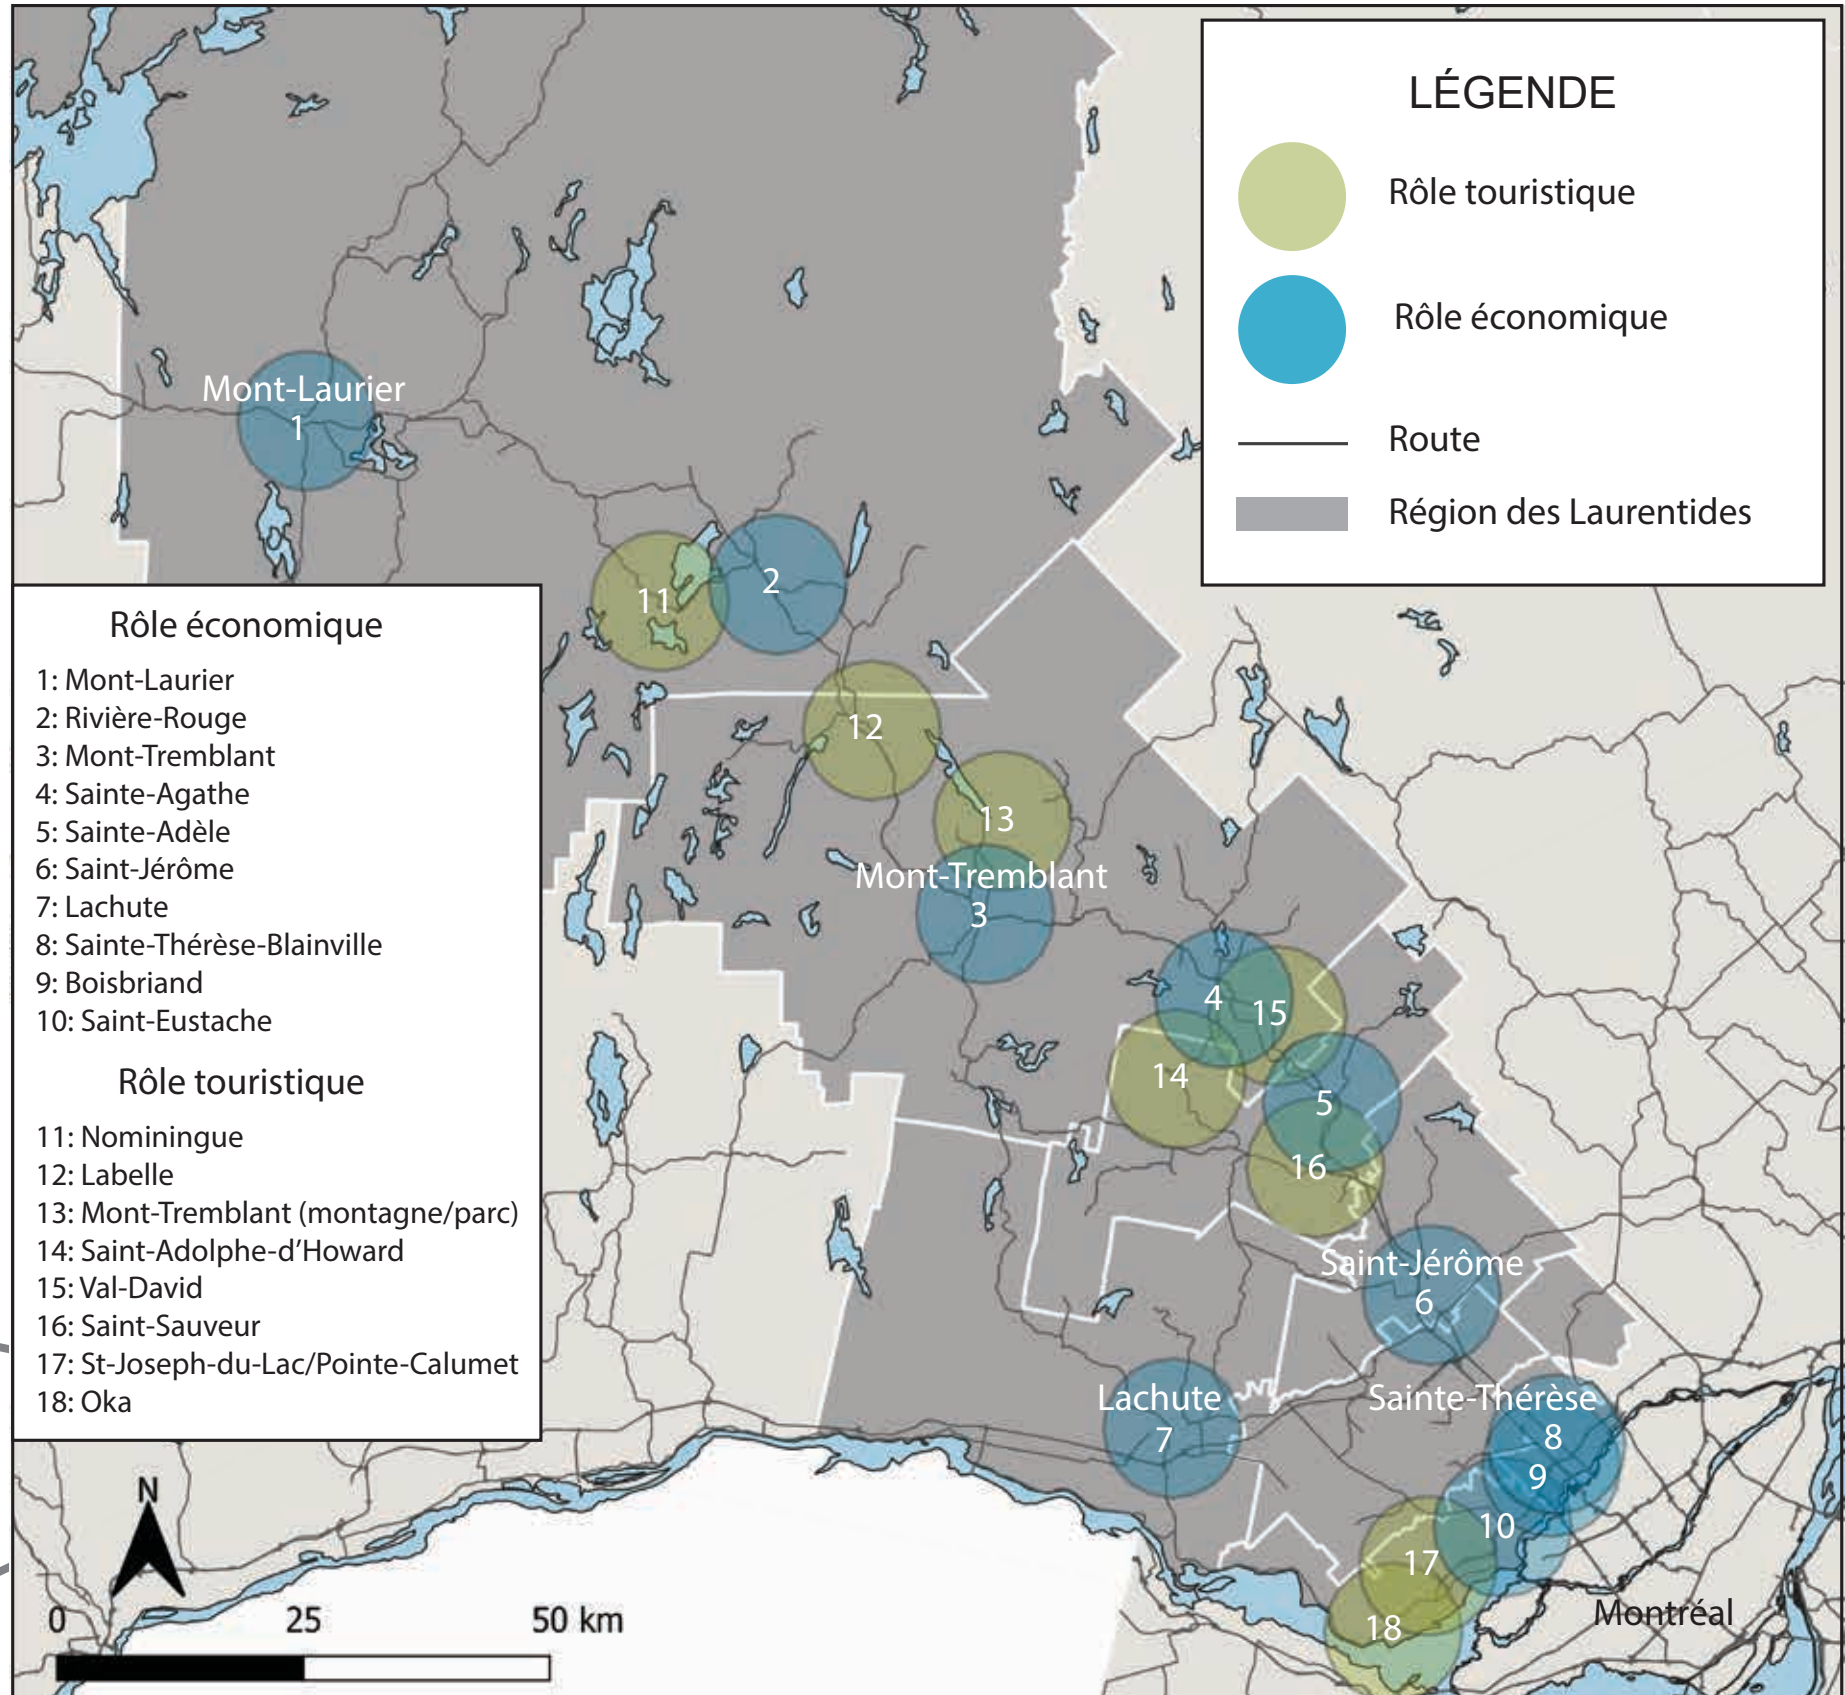 LÉGENDE
Rôle touristique
Rôle économique
Route
Région des Laurentides
Mont-Laurier
1
2
11
12
13
Mont-Tremblant
3
4
15
14
5
16
Saint-Jérôme
6
Lachute
7
Sainte-Thérèse
8
9
10
17
18
Montréal
Rôle économique
1: Mont-Laurier
2: Rivière-Rouge
3: Mont-Tremblant
4: Sainte-Agathe
5: Sainte-Adèle
6: Saint-Jérôme
7: Lachute
8: Sainte-Thérèse-Blainville
9: Boisbriand
10: Saint-Eustache
Rôle touristique
11: Nominingue
12: Labelle
13: Mont-Tremblant (montagne/parc)
14: Saint-Adolphe-d'Howard
15: Val-David
16: Saint-Sauveur
17: St-Joseph-du-Lac/Pointe-Calumet
18: Oka
N
0 25 50 km